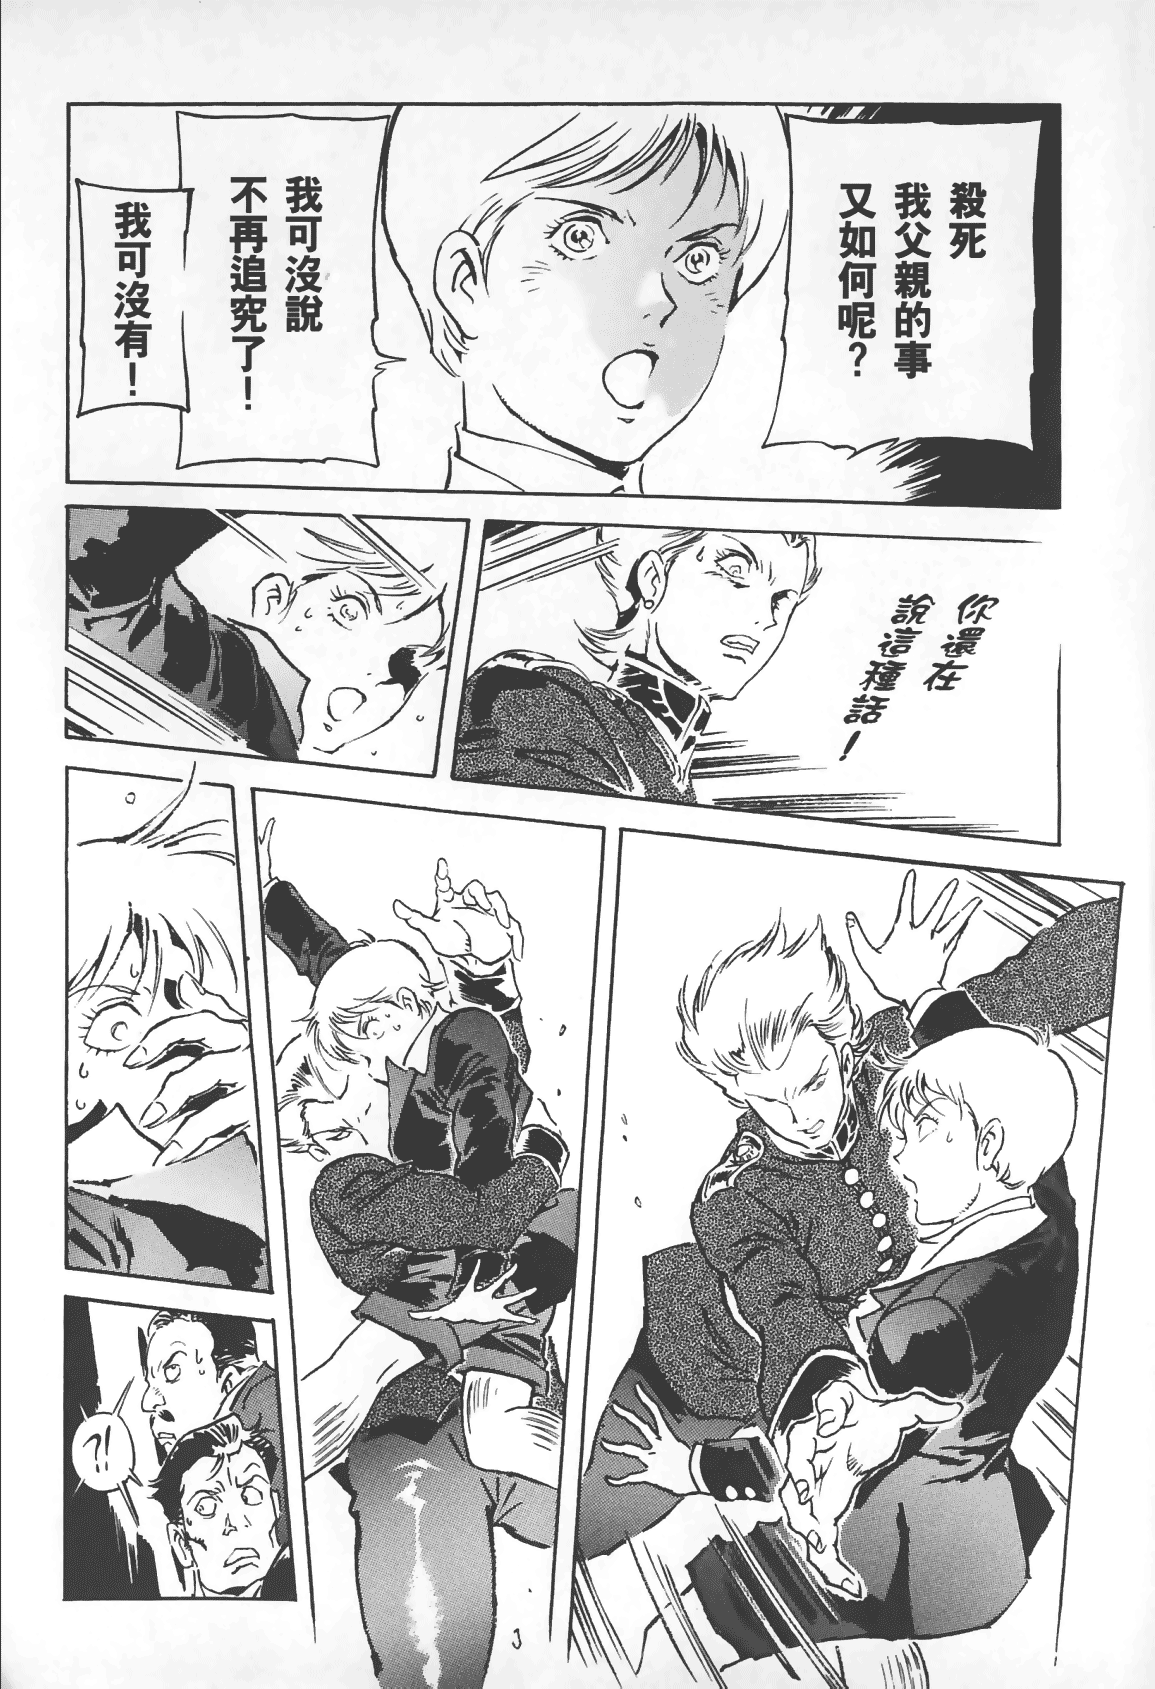 殺死
我父親的事
又如何呢？
我可沒說
不再追究了！
我可沒有！
你還在
說這種話！
?!